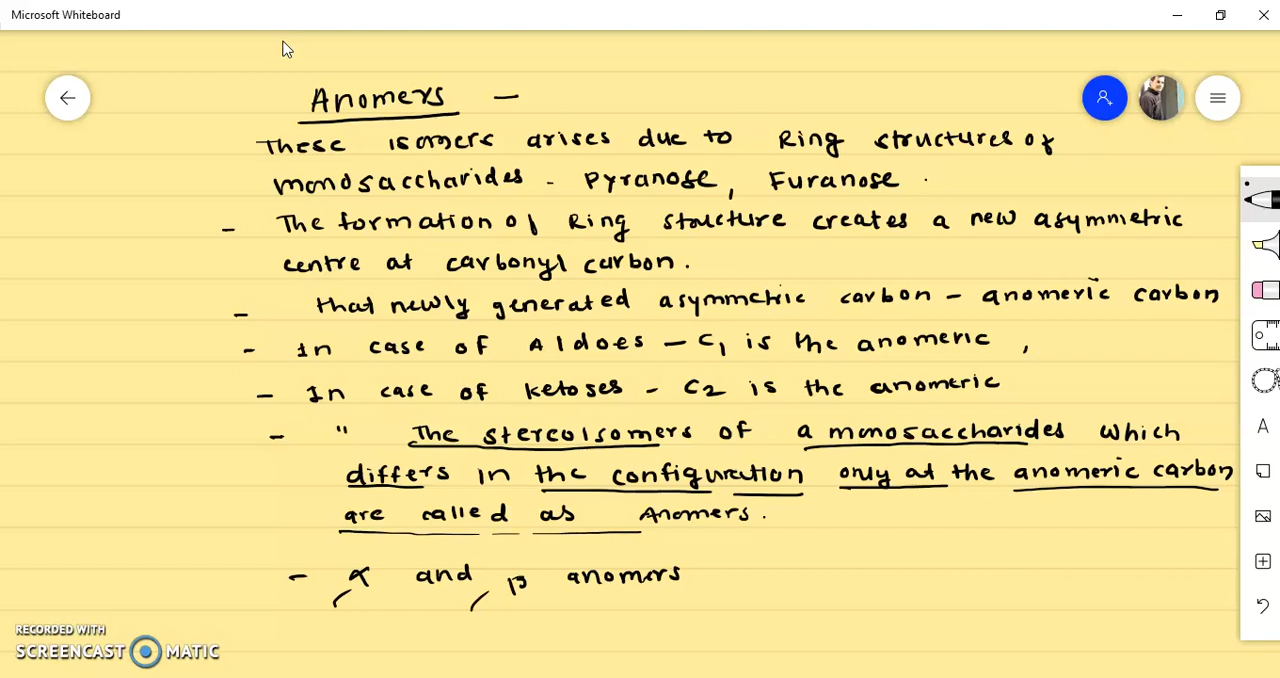 Microsoft Whiteboard
Anomers –
These isomers arises due to Ring structures of
monosaccharides - Pyranose, Furanose .
- The formation of Ring structure creates a new asymmetric
centre at carbonyl carbon.
- that newly generated asymmetric carbon - anomeric carbon
- In case of Aldoes – C1 is the anomeric ,
- In case of ketoses - C2 is the anomeric
- " The stereoisomers of a monosaccharides which
differs in the configuration only at the anomeric carbon
are called as Anomers.
- α and β anomers
A
RECORDED WITH
SCREENCAST MATIC